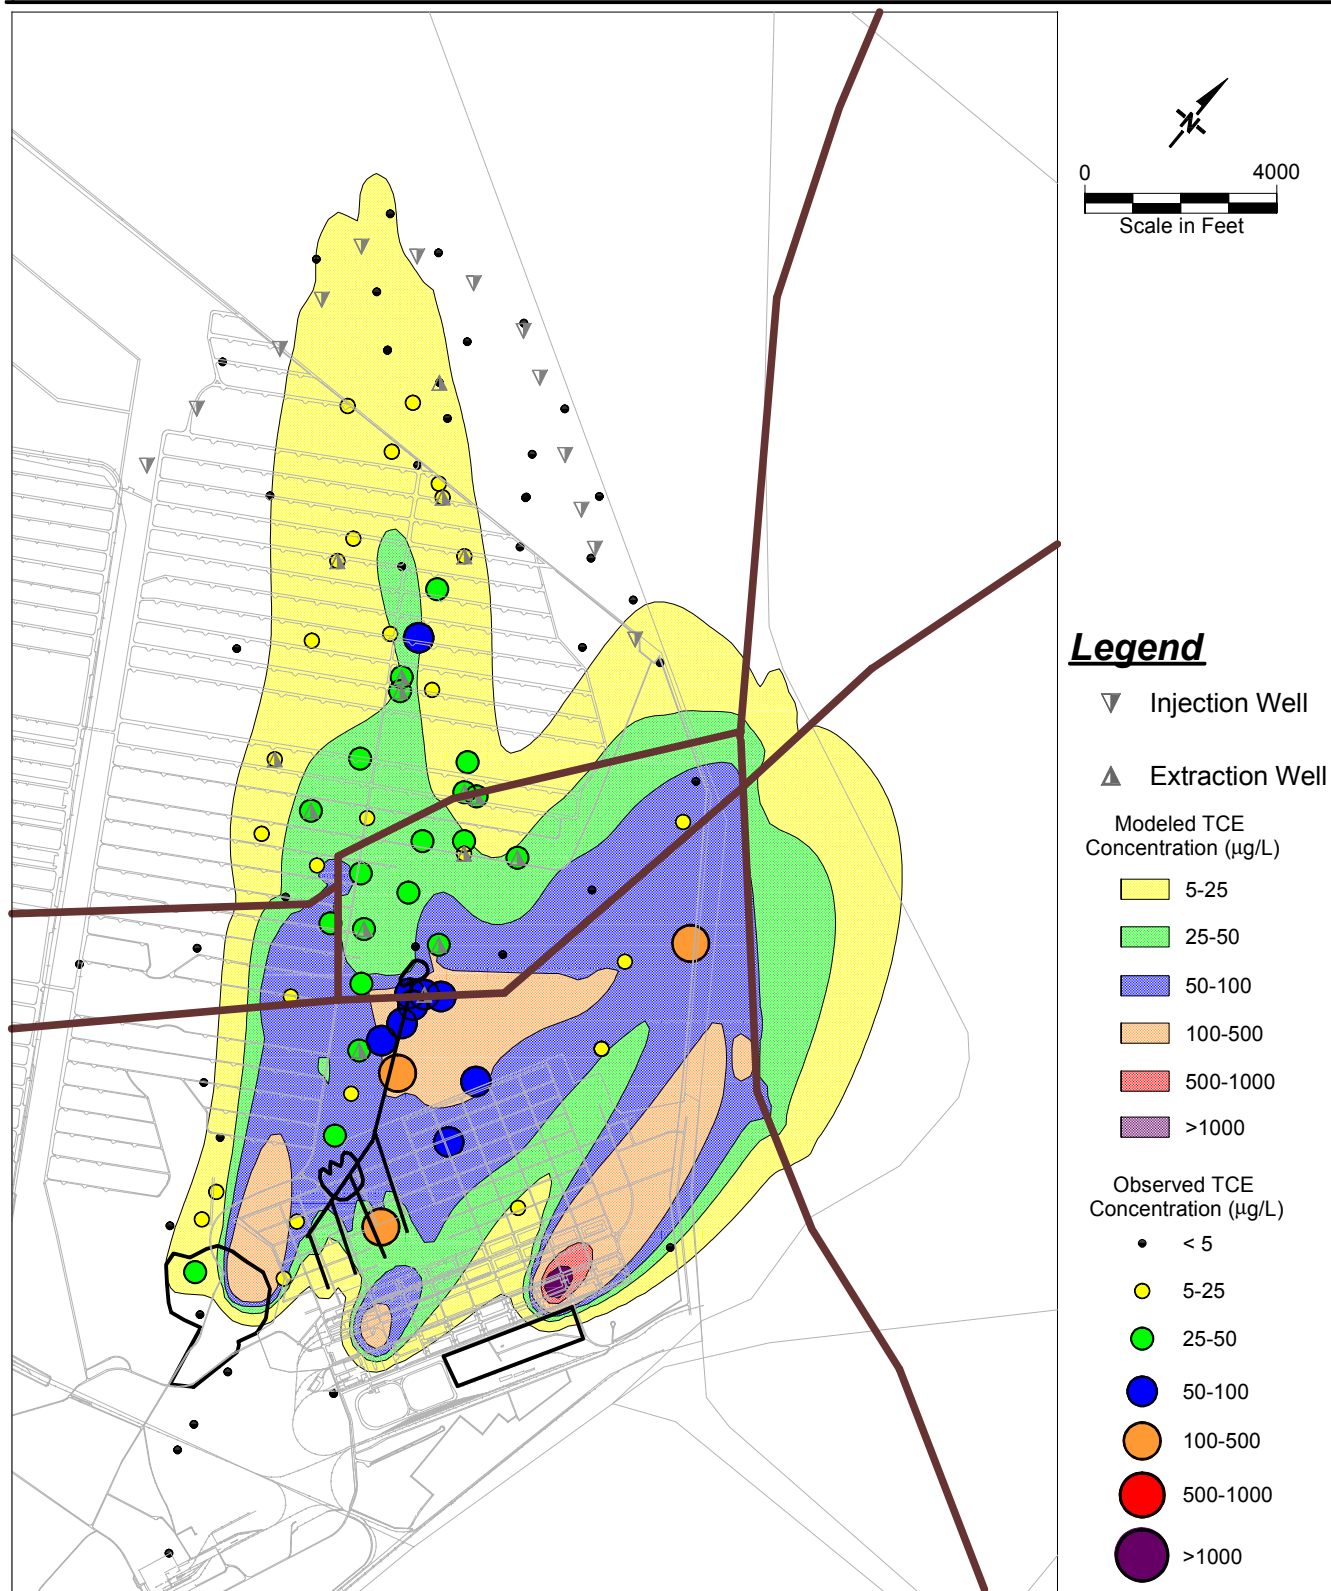 N
0 4000
Scale in Feet
Legend
Injection Well
Extraction Well
Modeled TCE
Concentration (µg/L)
5-25
25-50
50-100
100-500
500-1000
>1000
Observed TCE
Concentration (µg/L)
< 5
5-25
25-50
50-100
100-500
500-1000
>1000